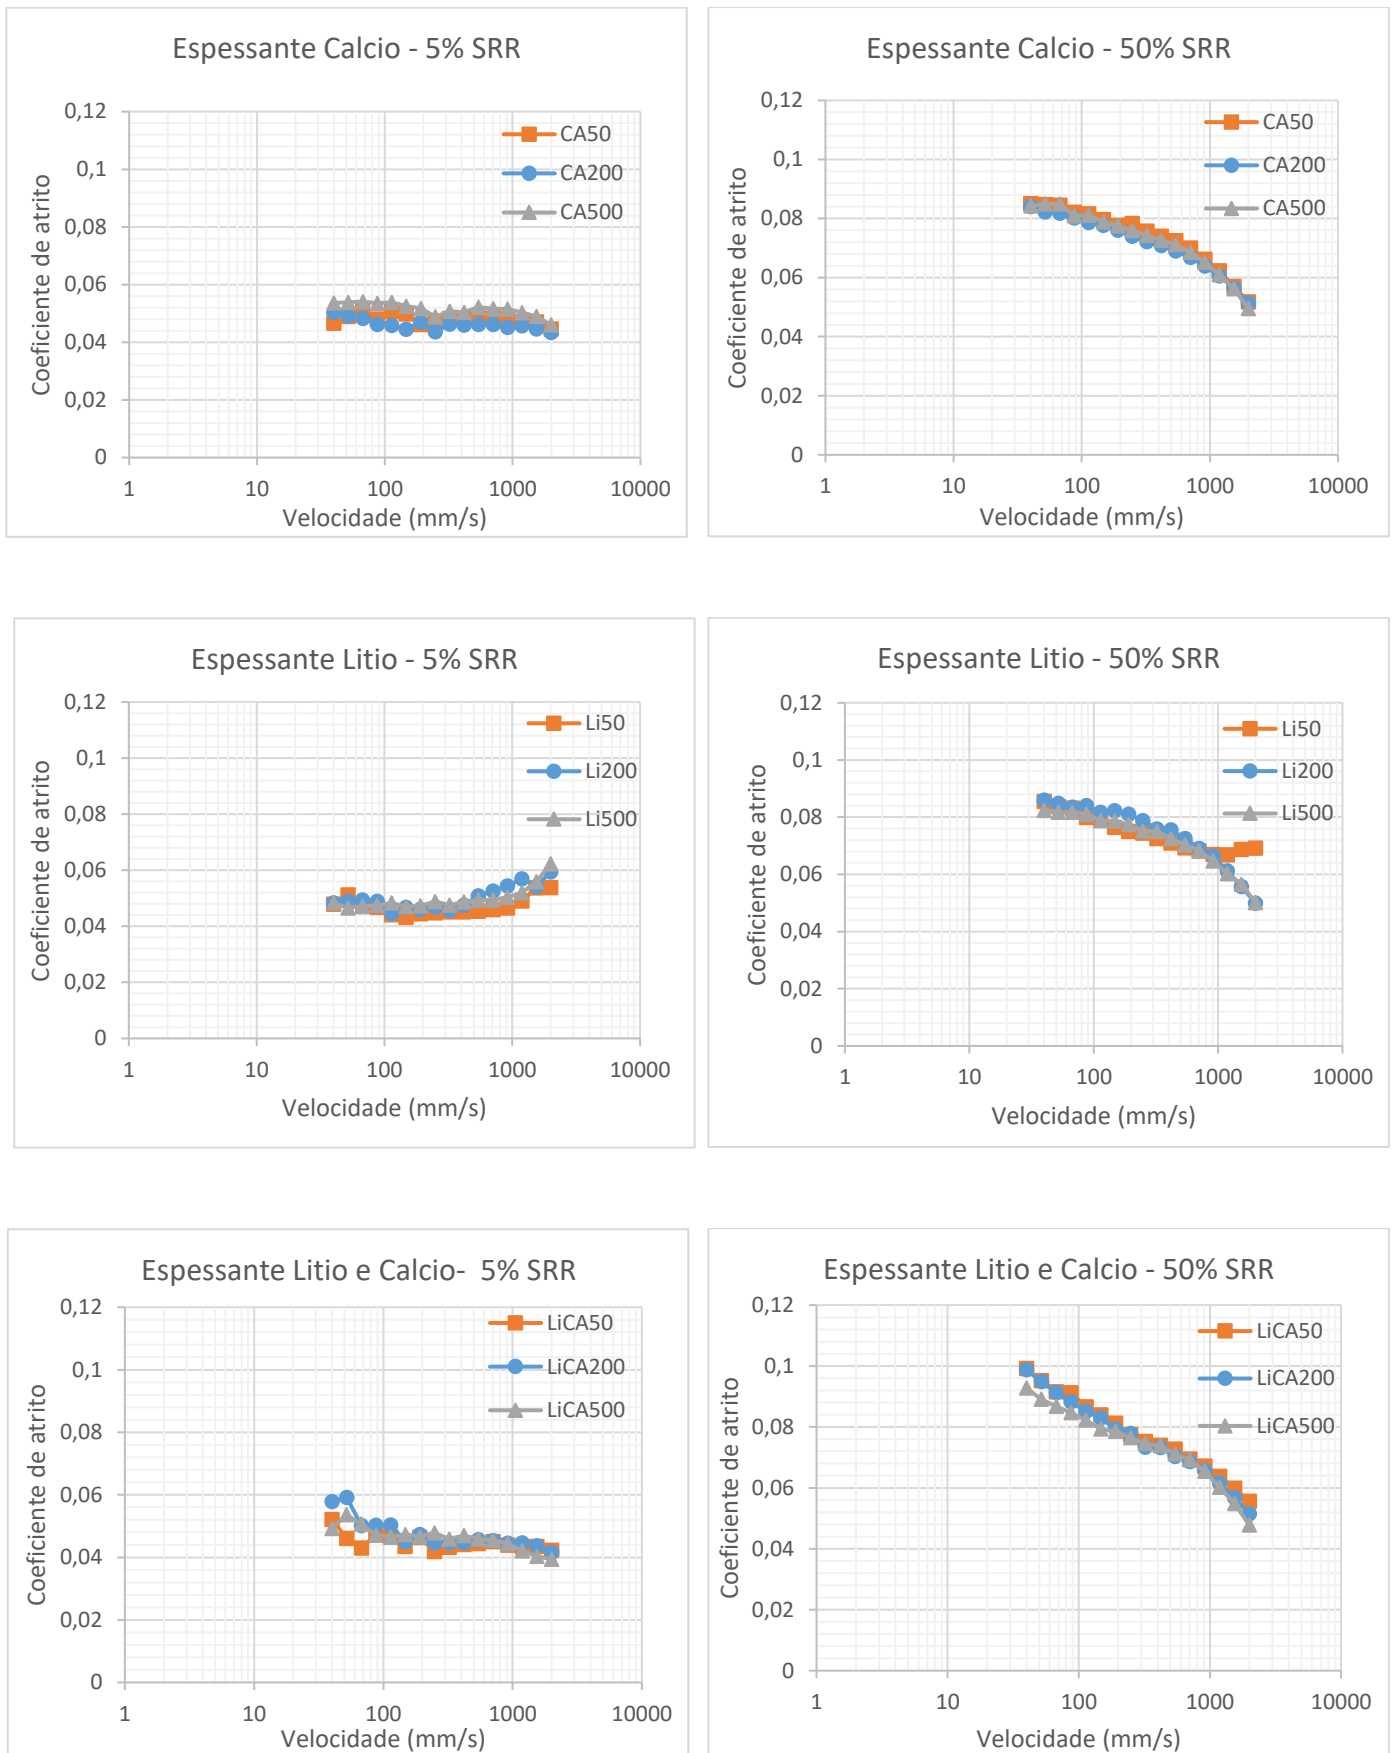 Espessante Calcio - 5% SRR
Coeficiente de atrito
0,12
0,1
0,08
0,06
0,04
0,02
0
1 10 100 1000 10000
Velocidade (mm/s)
CA50
CA200
CA500
Espessante Calcio - 50% SRR
Coeficiente de atrito
0,12
0,1
0,08
0,06
0,04
0,02
0
1 10 100 1000 10000
Velocidade (mm/s)
CA50
CA200
CA500
Espessante Litio - 5% SRR
Coeficiente de atrito
0,12
0,1
0,08
0,06
0,04
0,02
0
1 10 100 1000 10000
Velocidade (mm/s)
Li50
Li200
Li500
Espessante Litio - 50% SRR
Coeficiente de atrito
0,12
0,1
0,08
0,06
0,04
0,02
0
1 10 100 1000 10000
Velocidade (mm/s)
Li50
Li200
Li500
Espessante Litio e Calcio- 5% SRR
Coeficiente de atrito
0,12
0,1
0,08
0,06
0,04
0,02
0
1 10 100 1000 10000
Velocidade (mm/s)
LiCA50
LiCA200
LiCA500
Espessante Litio e Calcio - 50% SRR
Coeficiente de atrito
0,12
0,1
0,08
0,06
0,04
0,02
0
1 10 100 1000 10000
Velocidade (mm/s)
LiCA50
LiCA200
LiCA500